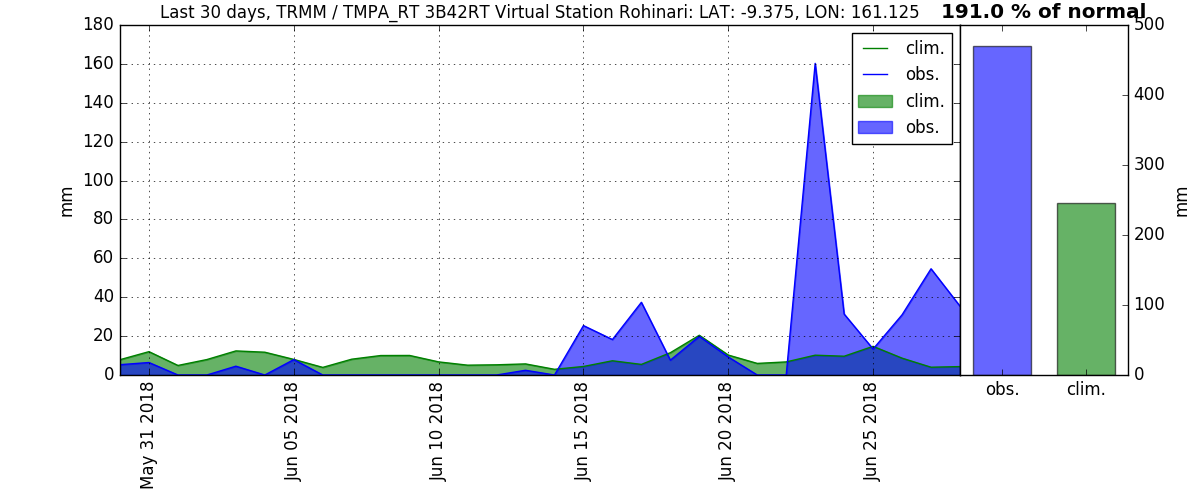 Last 30 days, TRMM / TMPA_RT 3B42RT Virtual Station Rohinari: LAT: -9.375, LON: 161.125
191.0 % of normal
180
160
140
120
100
80
60
40
20
0
mm
clim.
obs.
clim.
obs.
May 31 2018
Jun 05 2018
Jun 10 2018
Jun 15 2018
Jun 20 2018
Jun 25 2018
500
400
300
200
100
0
mm
obs.
clim.